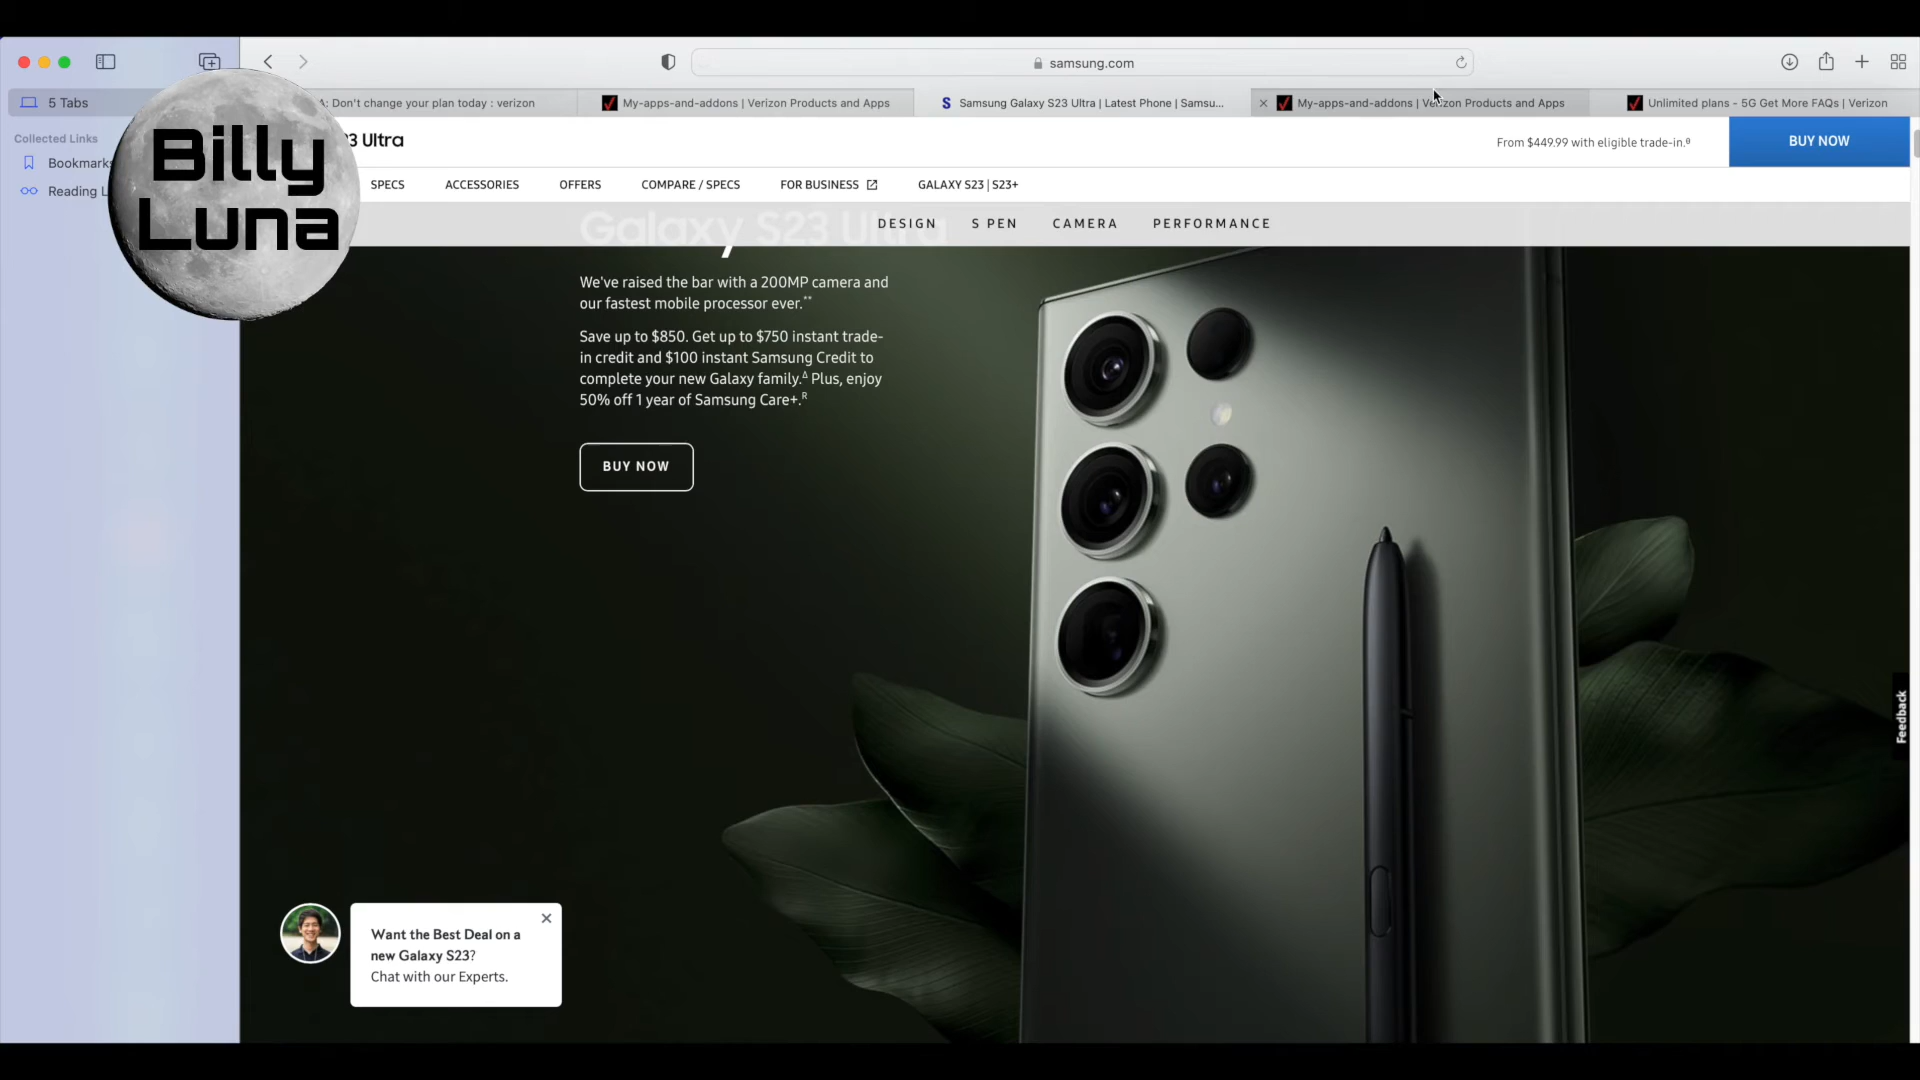 samsung.com
5 Tabs
: Don't change your plan today : verizon
My-apps-and-addons | Verizon Products and Apps
S
Samsung Galaxy S23 Ultra | Latest Phone | Samsu...
My-apps-and-addons | Verizon Products and Apps
Unlimited plans - 5G Get More FAQs | Verizon
Collected Links
Bookmarks
Reading L
Billy
Luna
3 Ultra
From $449.99 with eligible trade-in.
BUY NOW
SPECS
ACCESSORIES
OFFERS
COMPARE / SPECS
FOR BUSINESS
GALAXY S23 | S23+
DESIGN
S PEN
CAMERA
PERFORMANCE
Galaxy S23 Ultra
We've raised the bar with a 200MP camera and
our fastest mobile processor ever.**
Save up to $850. Get up to $750 instant trade-
in credit and $100 instant Samsung Credit to
complete your new Galaxy family.Δ Plus, enjoy
50% off 1 year of Samsung Care+.R
BUY NOW
Feedback
Want the Best Deal on a
new Galaxy S23?
Chat with our Experts.